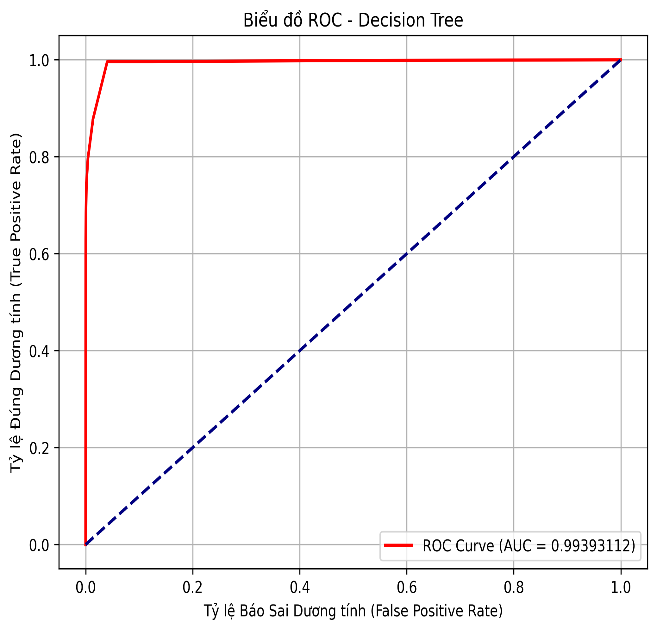 Biểu đồ ROC - Decision Tree
Tỷ lệ Đúng Dương tính (True Positive Rate)
1.0
0.8
0.6
0.4
0.2
0.0
ROC Curve (AUC = 0.99393112)
0.0 0.2 0.4 0.6 0.8 1.0
Tỷ lệ Báo Sai Dương tính (False Positive Rate)